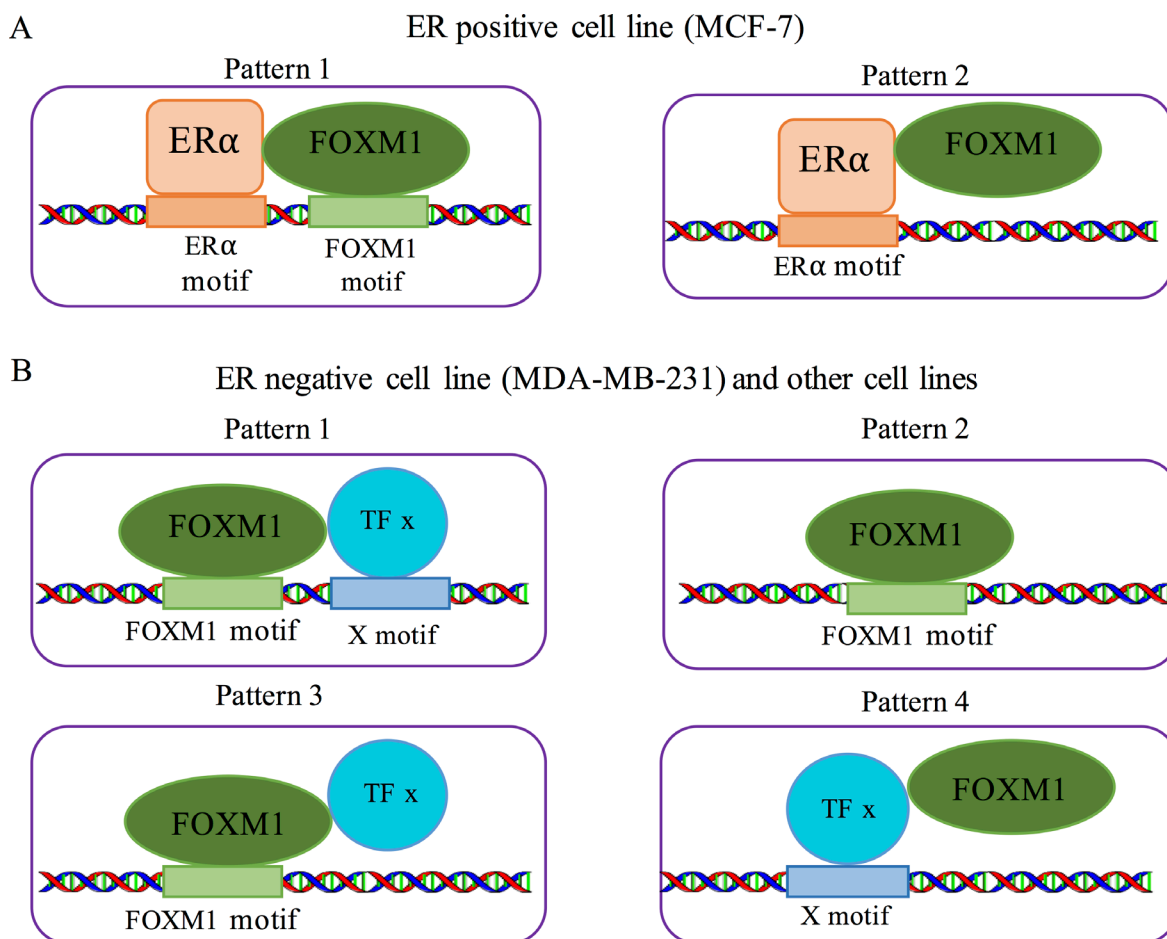 A
ER positive cell line (MCF-7)
Pattern 1
Pattern 2
ERα
FOXM1
ERα
FOXM1
ERα
motif
FOXM1
motif
ERα motif
B
ER negative cell line (MDA-MB-231) and other cell lines
Pattern 1
Pattern 2
FOXM1
TF x
FOXM1
FOXM1 motif
X motif
FOXM1 motif
Pattern 3
Pattern 4
FOXM1
TF x
TF x
FOXM1
FOXM1 motif
X motif